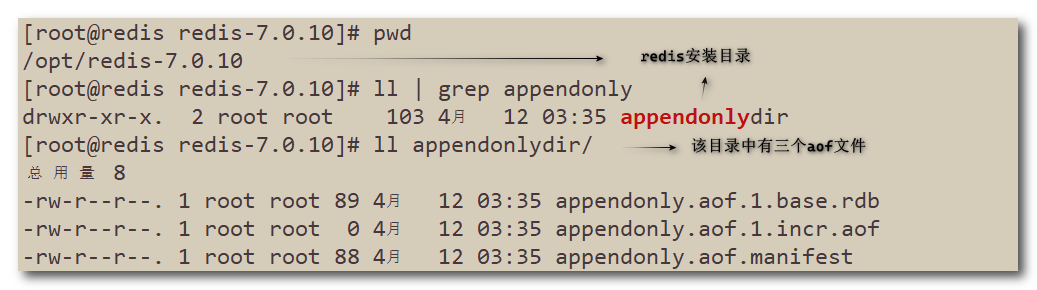 [root@redis redis-7.0.10]# pwd
/opt/redis-7.0.10 redis安装目录
[root@redis redis-7.0.10]# ll | grep appendonly
drwxr-xr-x. 2 root root 103 4月 12 03:35 appendonlydir
[root@redis redis-7.0.10]# ll appendonlydir/ 该目录中有三个aof文件
总用量 8
-rw-r--r--. 1 root root 89 4月 12 03:35 appendonly.aof.1.base.rdb
-rw-r--r--. 1 root root 0 4月 12 03:35 appendonly.aof.1.incr.aof
-rw-r--r--. 1 root root 88 4月 12 03:35 appendonly.aof.manifest